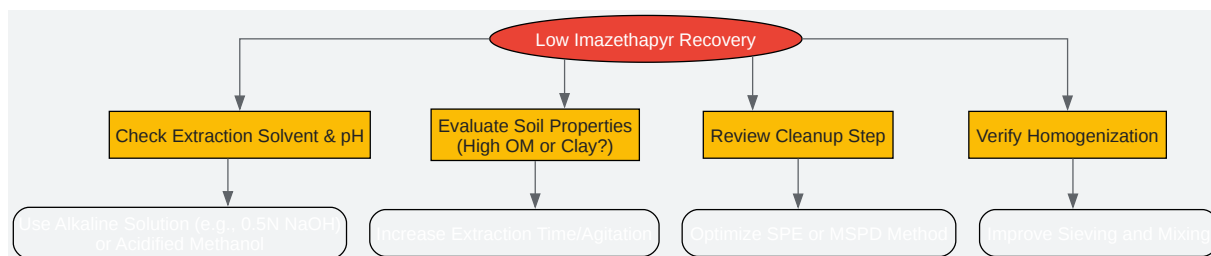 Low Imazethapyr Recovery
Check Extraction Solvent & pH
Evaluate Soil Properties
(High OM or Clay?)
Review Cleanup Step
Verify Homogenization
Use Alkaline Solution (e.g., 0.5N NaOH)
or Acidified Methanol
Increase Extraction Time/Agitation
Optimize SPE or MSPD Method
Improve Sieving and Mixing